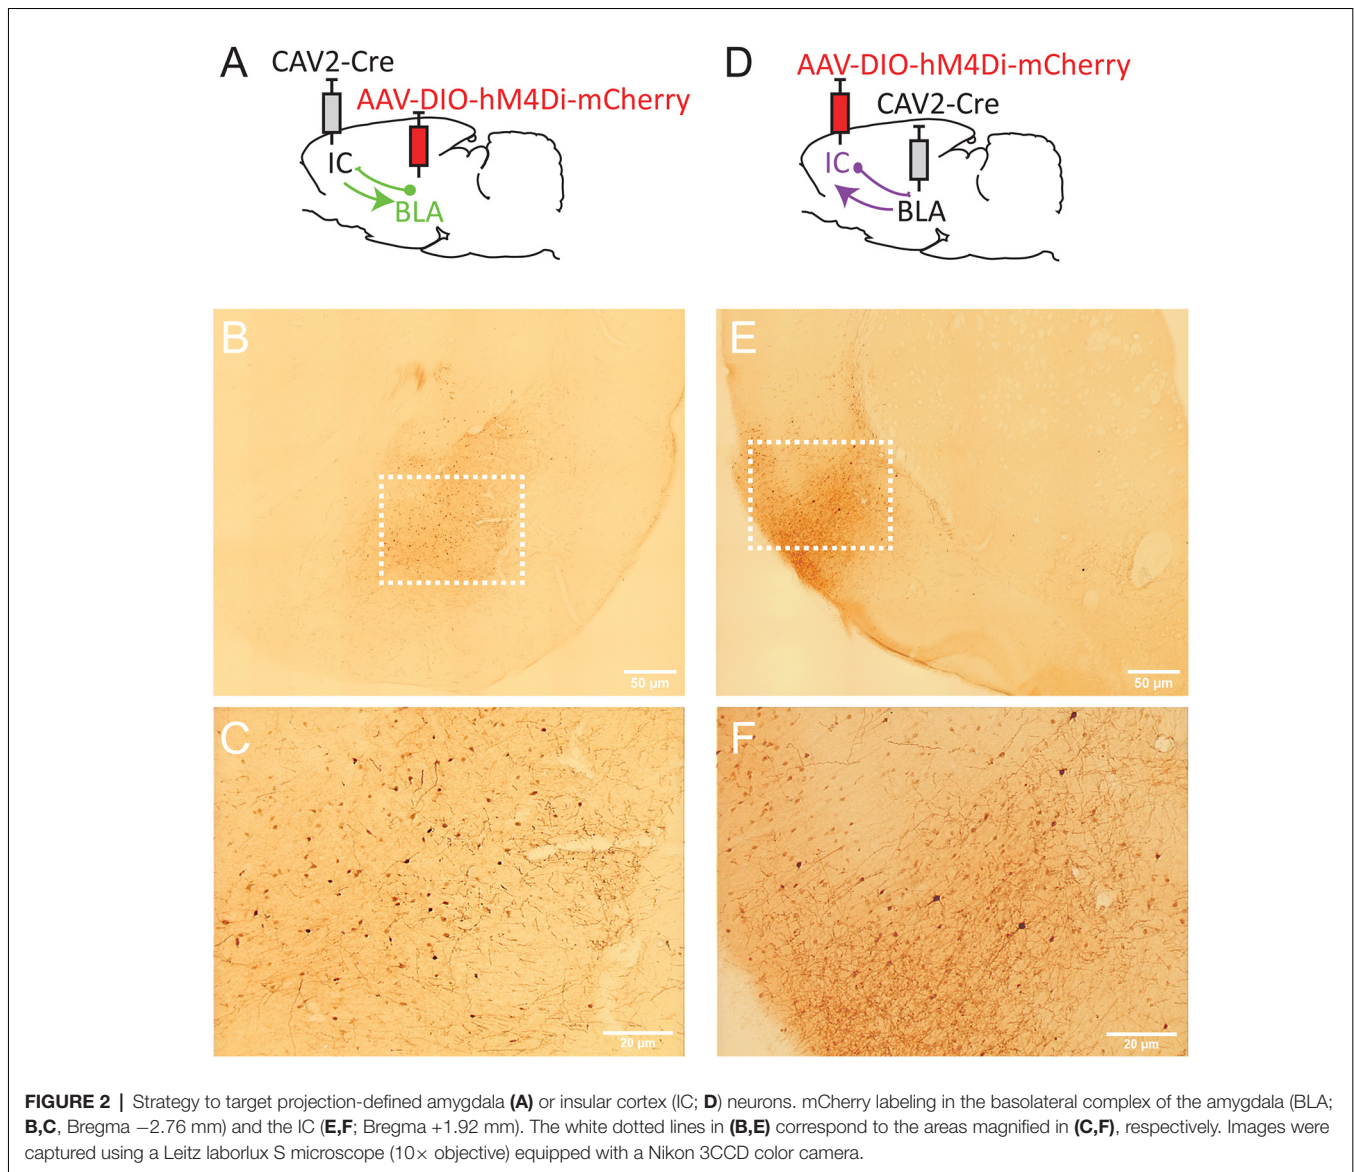 A
CAV2-Cre
AAV-DIO-hM4Di-mCherry
IC
BLA
D
AAV-DIO-hM4Di-mCherry
CAV2-Cre
IC
BLA
B
50 µm
E
50 µm
C
20 µm
F
20 µm
FIGURE 2 | Strategy to target projection-defined amygdala (A) or insular cortex (IC; D) neurons. mCherry labeling in the basolateral complex of the amygdala (BLA;
B,C, Bregma −2.76 mm) and the IC (E,F; Bregma +1.92 mm). The white dotted lines in (B,E) correspond to the areas magnified in (C,F), respectively. Images were
captured using a Leitz laborlux S microscope (10× objective) equipped with a Nikon 3CCD color camera.